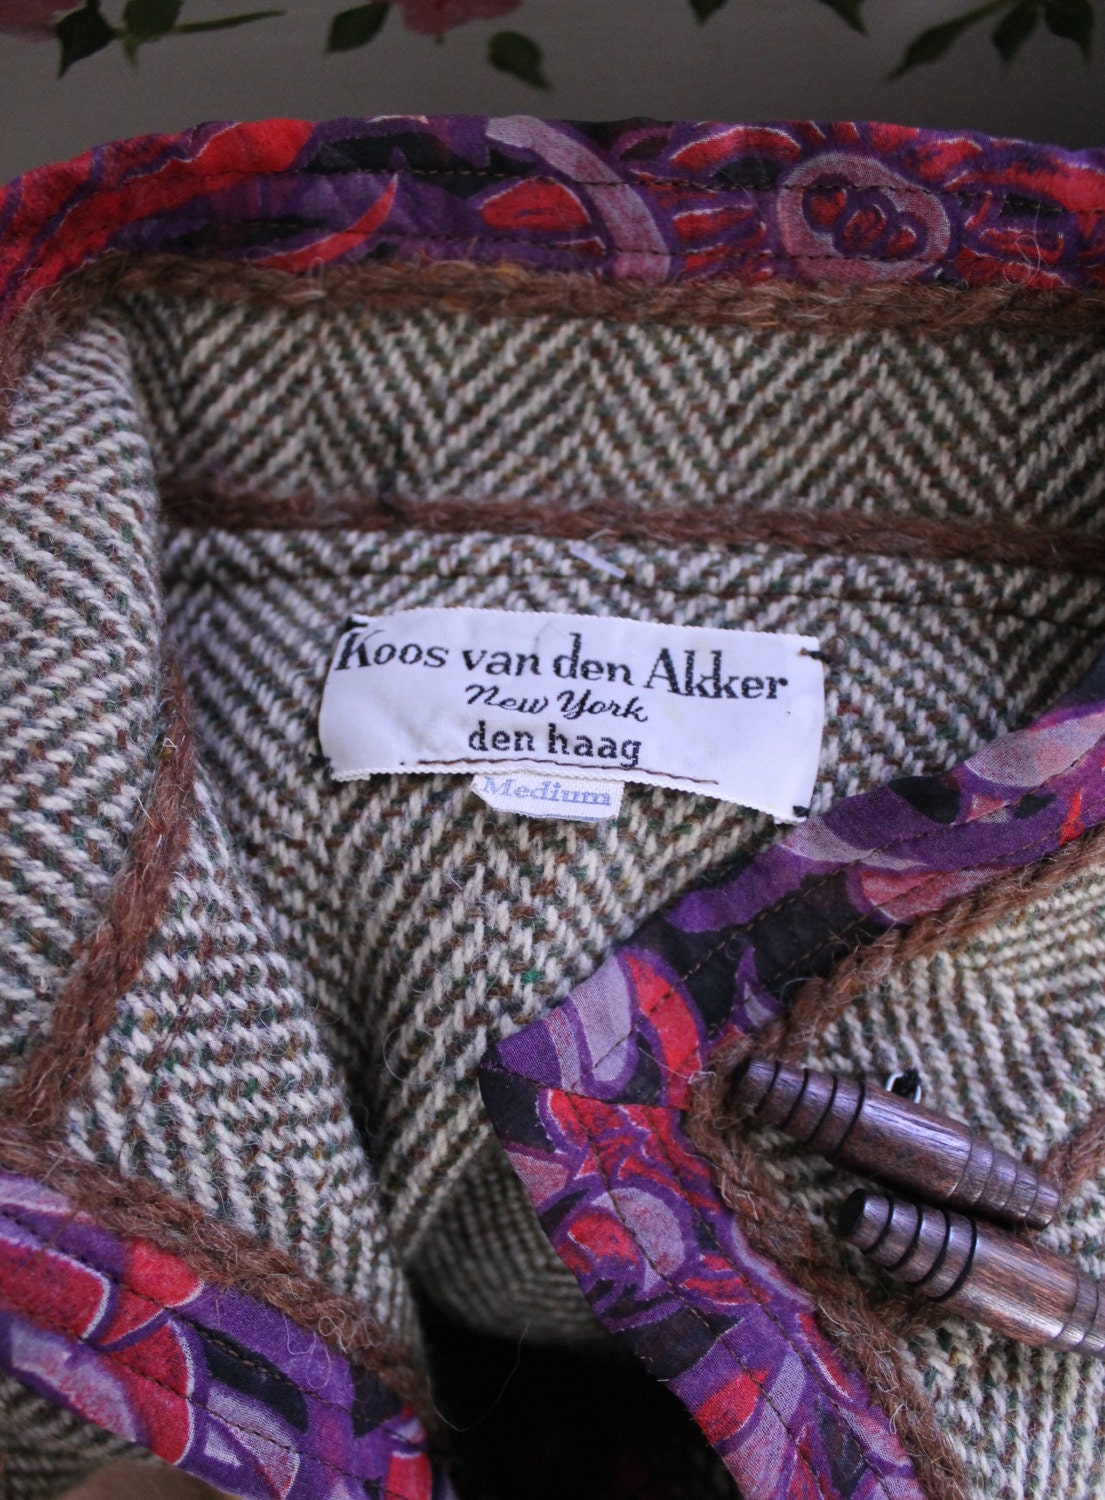 Koos van den Akker
New York
den haag
Medium